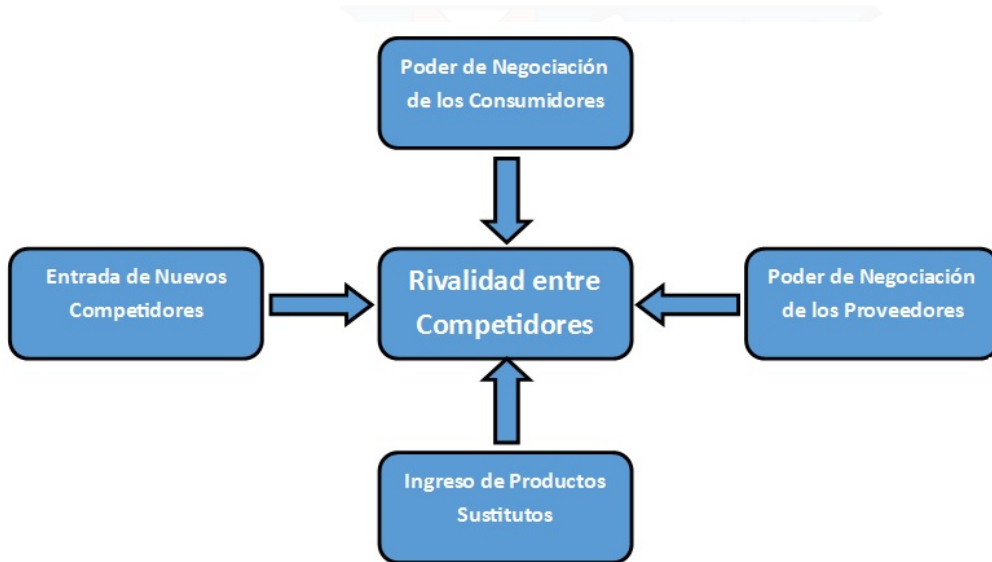 Poder de Negociación
de los Consumidores
Entrada de Nuevos
Competidores
Rivalidad entre
Competidores
Poder de Negociación
de los Proveedores
Ingreso de Productos
Sustitutos